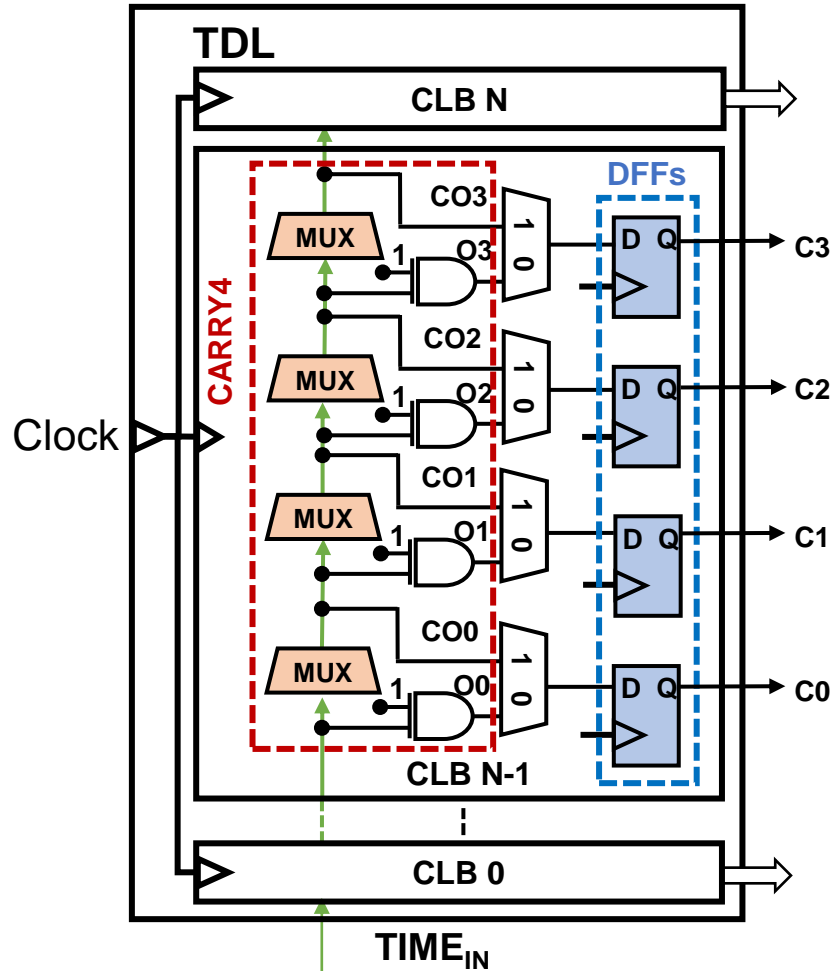 TDL
CLB N
DFFs
CO3
MUX
1
O3
1
0
D Q
C3
CARRY4
CO2
MUX
1
O2
1
0
D Q
C2
Clock
CO1
MUX
1
O1
1
0
D Q
C1
CO0
MUX
1
O0
1
0
D Q
C0
CLB N-1
CLB 0
TIME_IN